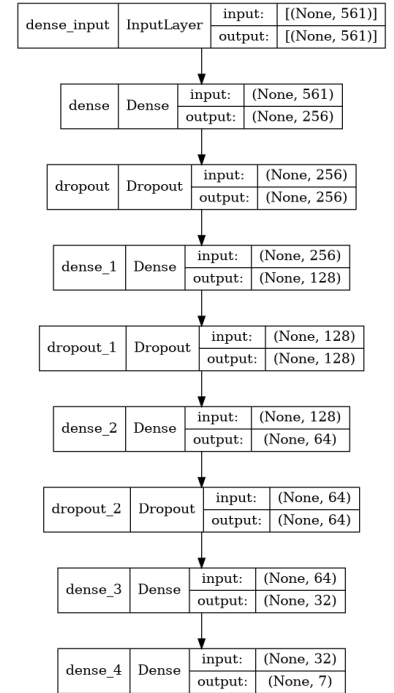 dense_input InputLayer input: [(None, 561)]
output: [(None, 561)]
dense Dense input: (None, 561)
output: (None, 256)
dropout Dropout input: (None, 256)
output: (None, 256)
dense_1 Dense input: (None, 256)
output: (None, 128)
dropout_1 Dropout input: (None, 128)
output: (None, 128)
dense_2 Dense input: (None, 128)
output: (None, 64)
dropout_2 Dropout input: (None, 64)
output: (None, 64)
dense_3 Dense input: (None, 64)
output: (None, 32)
dense_4 Dense input: (None, 32)
output: (None, 7)